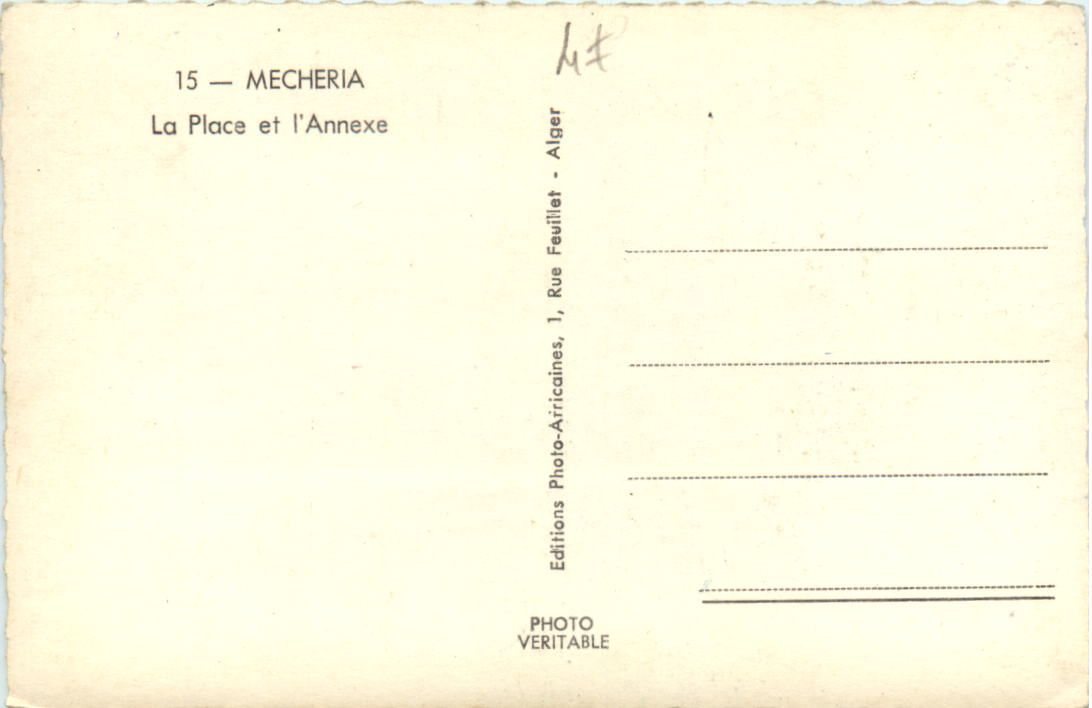 15 — MECHERIA
La Place et l'Annexe
Editions Photo-Africaines, 1, Rue Feuillet - Alger
PHOTO
VERITABLE